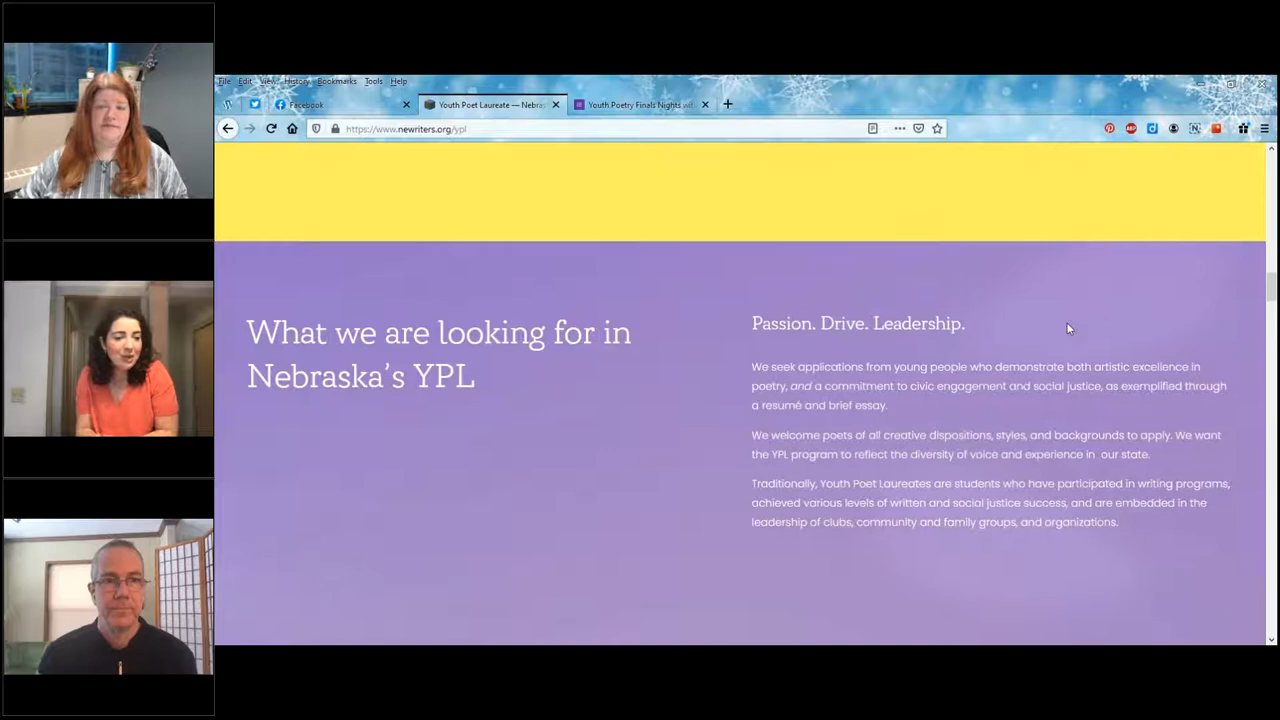 File Edit View History Bookmarks Tools Help
Facebook
Youth Poet Laureate — Nebras
Youth Poetry Finals Nights wit
https://www.newriters.org/ypl
What we are looking for in
Nebraska's YPL
Passion. Drive. Leadership.
We seek applications from young people who demonstrate both artistic excellence in
poetry, and a commitment to civic engagement and social justice, as exemplified through
a resumé and brief essay.
We welcome poets of all creative dispositions, styles, and backgrounds to apply. We want
the YPL program to reflect the diversity of voice and experience in our state.
Traditionally, Youth Poet Laureates are students who have participated in writing programs,
achieved various levels of written and social justice success, and are embedded in the
leadership of clubs, community and family groups, and organizations.